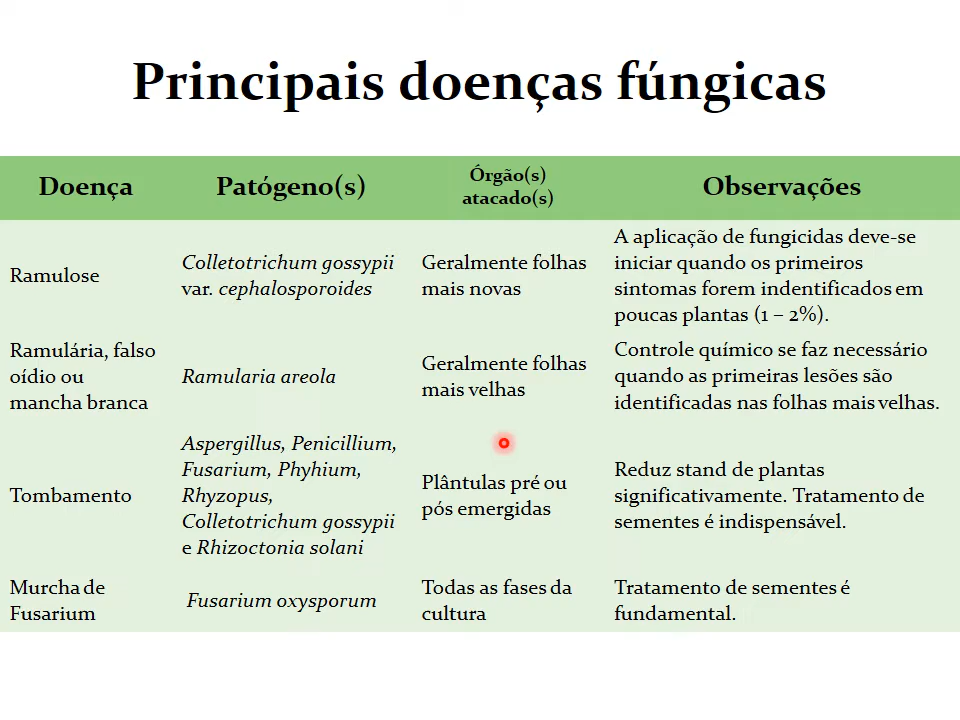 Principais doenças fúngicas
Doença
Patógeno(s)
Órgão(s)
atacado(s)
Observações
Ramulose
Colletotrichum gossypii
var. cephalosporoides
Geralmente folhas
mais novas
A aplicação de fungicidas deve-se
iniciar quando os primeiros
sintomas forem indentificados em
poucas plantas (1 – 2%).
Ramulária, falso
oídio ou
mancha branca
Ramularia areola
Geralmente folhas
mais velhas
Controle químico se faz necessário
quando as primeiras lesões são
identificadas nas folhas mais velhas.
Tombamento
Aspergillus, Penicillium,
Fusarium, Phyhium,
Rhyzopus,
Colletotrichum gossypii
e Rhizoctonia solani
Plântulas pré ou
pós emergidas
Reduz stand de plantas
significativamente. Tratamento de
sementes é indispensável.
Murcha de
Fusarium
Fusarium oxysporum
Todas as fases da
cultura
Tratamento de sementes é
fundamental.